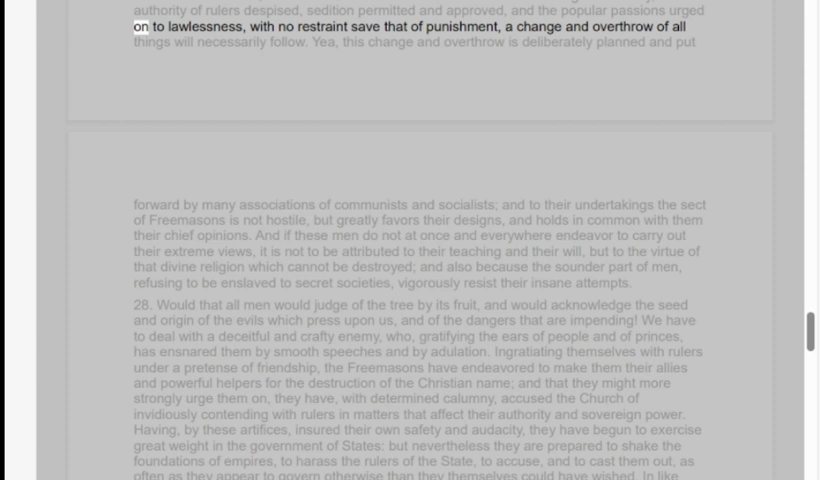 authority of rulers despised, sedition permitted and approved, and the popular passions urged
on to lawlessness, with no restraint save that of punishment, a change and overthrow of all
things will necessarily follow. Yea, this change and overthrow is deliberately planned and put
forward by many associations of communists and socialists; and to their undertakings the sect
of Freemasons is not hostile, but greatly favors their designs, and holds in common with them
their chief opinions. And if these men do not at once and everywhere endeavor to carry out
their extreme views, it is not to be attributed to their teaching and their will, but to the virtue of
that divine religion which cannot be destroyed; and also because the sounder part of men,
refusing to be enslaved to secret societies, vigorously resist their insane attempts.
28. Would that all men would judge of the tree by its fruit, and would acknowledge the seed
and origin of the evils which press upon us, and of the dangers that are impending! We have
to deal with a deceitful and crafty enemy, who, gratifying the ears of people and of princes,
has ensnared them by smooth speeches and by adulation. Ingratiating themselves with rulers
under a pretense of friendship, the Freemasons have endeavored to make them their allies
and powerful helpers for the destruction of the Christian name; and that they might more
strongly urge them on, they have, with determined calumny, accused the Church of
invidiously contending with rulers in matters that affect their authority and sovereign power.
Having, by these artifices, insured their own safety and audacity, they have begun to exercise
great weight in the government of States: but nevertheless they are prepared to shake the
foundations of empires, to harass the rulers of the State, to accuse, and to cast them out, as
often as they appear to govern otherwise than they themselves could have wished. In like